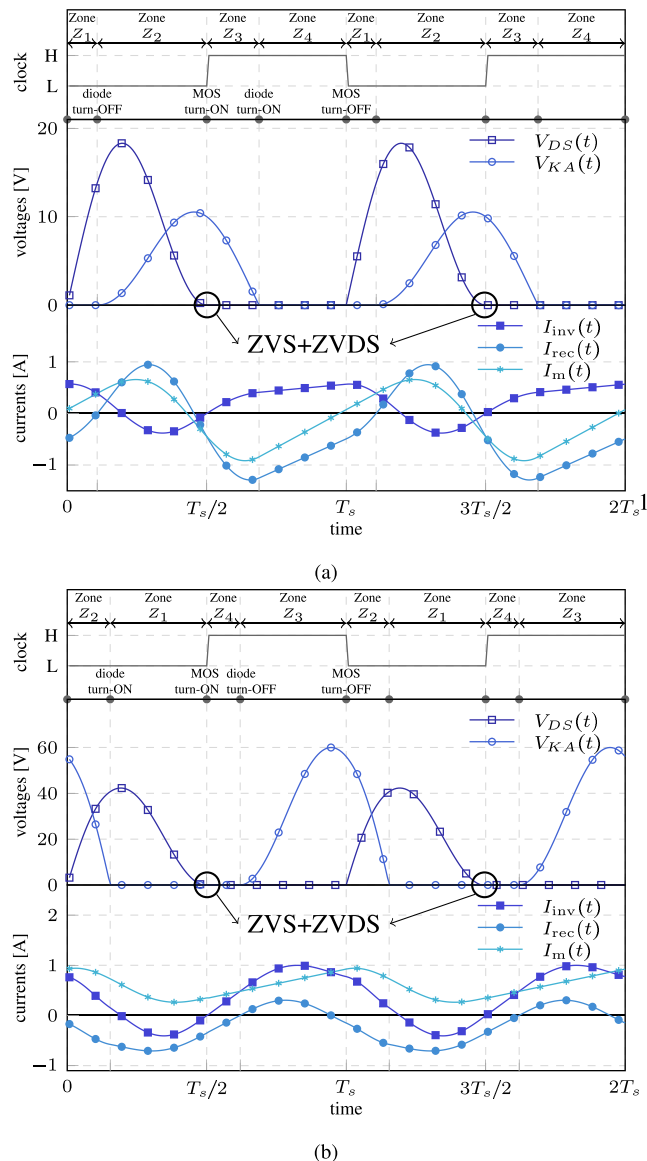 Zone Zone Zone Zone Zone Zone Zone Zone
Z1 Z2 Z3 Z4 Z1 Z2 Z3 Z4
H
clock
L
diode MOS diode MOS
turn-OFF turn-ON turn-ON turn-OFF
20
VDS(t)
VKA(t)
voltages [V]
10
0
ZVS+ZVDS
Iinv(t)
Irec(t)
Im(t)
currents [A]
1
0
−1
0 Ts/2 Ts 3Ts/2 2Ts 1
time
(a)
Zone Zone Zone Zone Zone Zone Zone Zone
Z2 Z1 Z4 Z3 Z2 Z1 Z4 Z3
H
clock
L
diode MOS diode MOS
turn-ON turn-ON turn-OFF turn-OFF
VDS(t)
VKA(t)
voltages [V]
60
40
20
0
ZVS+ZVDS
Iinv(t)
Irec(t)
Im(t)
currents [A]
2
1
0
−1
0 Ts/2 Ts 3Ts/2 2Ts
time
(b)